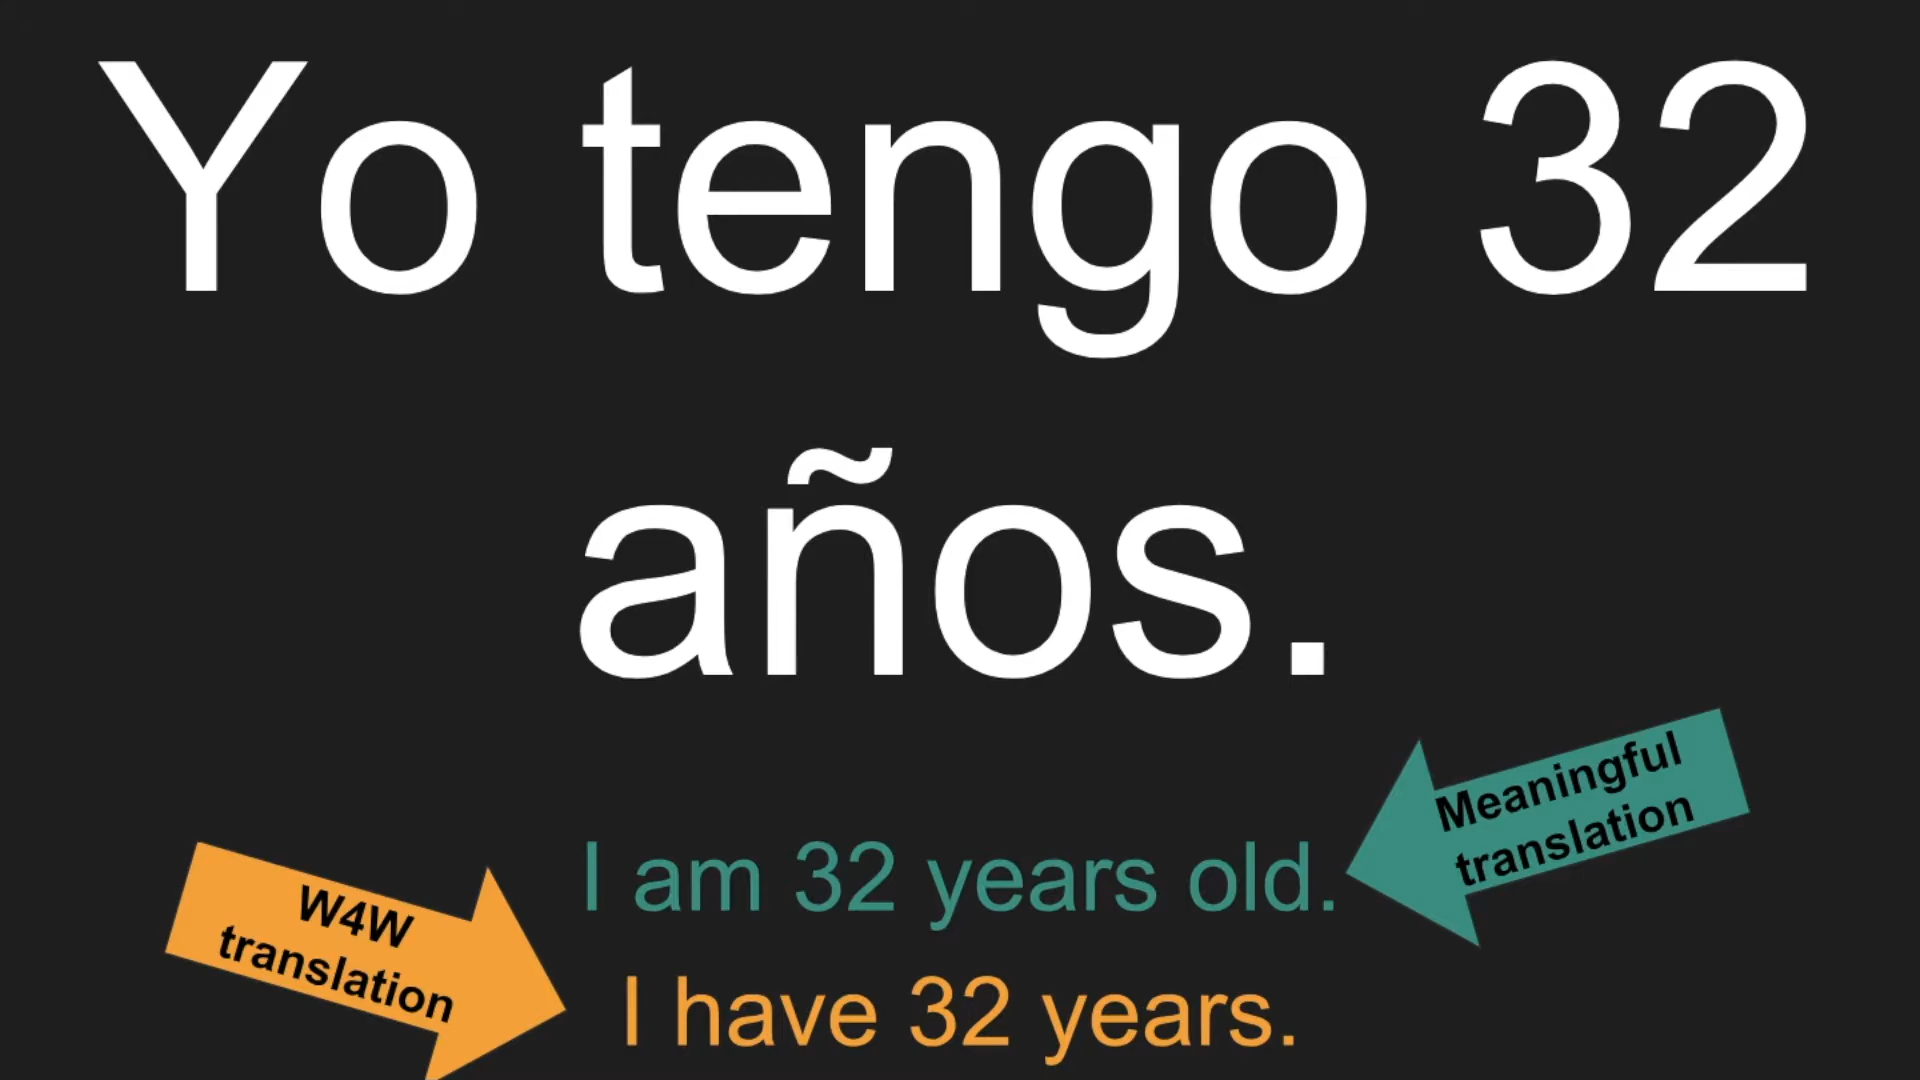 Yo tengo 32
años.
Meaningful
translation
I am 32 years old.
W4W
translation
I have 32 years.